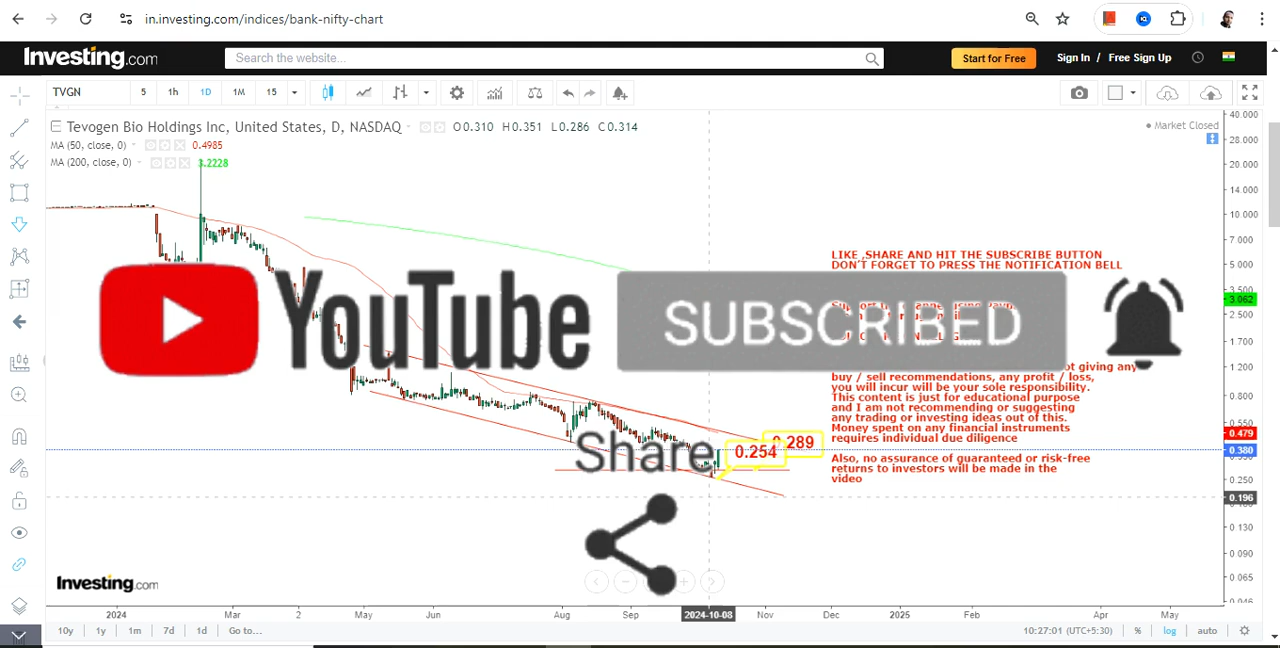 in.investing.com/indices/bank-nifty-chart
Investing.com
Search the website...
Start for Free
Sign In / Free Sign Up
TVGN 5 1h 1D 1M 15
Tevogen Bio Holdings Inc, United States, D, NASDAQ O0.310 H0.351 L0.286 C0.314
Market Closed
MA (50, close, 0) 0.4985
MA (200, close, 0) 3.2228
40.000
28.000
20.000
14.000
10.000
7.000
5.000
3.500
3.062
2.500
1.700
1.200
0.800
0.550
0.479
0.380
0.250
0.196
0.130
0.090
0.065
0.046
LIKE ,SHARE AND HIT THE SUBSCRIBE BUTTON
DON'T FORGET TO PRESS THE NOTIFICATION BELL
YouTube
SUBSCRIBED
ot giving any
buy / sell recommendations, any profit / loss,
you will incur will be your sole responsibility.
This content is just for educational purpose
and I am not recommending or suggesting
any trading or investing ideas out of this.
Money spent on any financial instruments
requires individual due diligence
Also, no assurance of guaranteed or risk-free
returns to investors will be made in the
video
0.289
0.254
Share
Investing.com
2024 Mar 2 May Jun Aug Sep 2024-10-08 Nov Dec 2025 Feb Apr May
10y 1y 1m 7d 1d Go to...
10:27:01 (UTC+5:30) % log auto